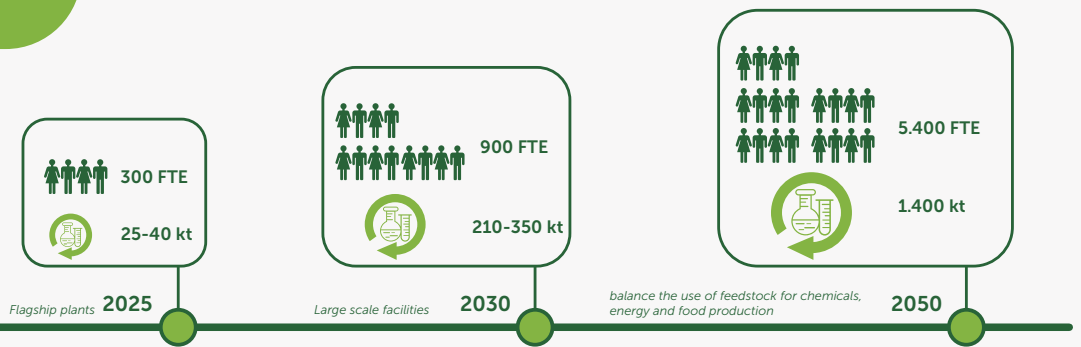 300 FTE
25-40 kt
Flagship plants
2025
900 FTE
210-350 kt
Large scale facilities
2030
5.400 FTE
1.400 kt
balance the use of feedstock for chemicals,
energy and food production
2050